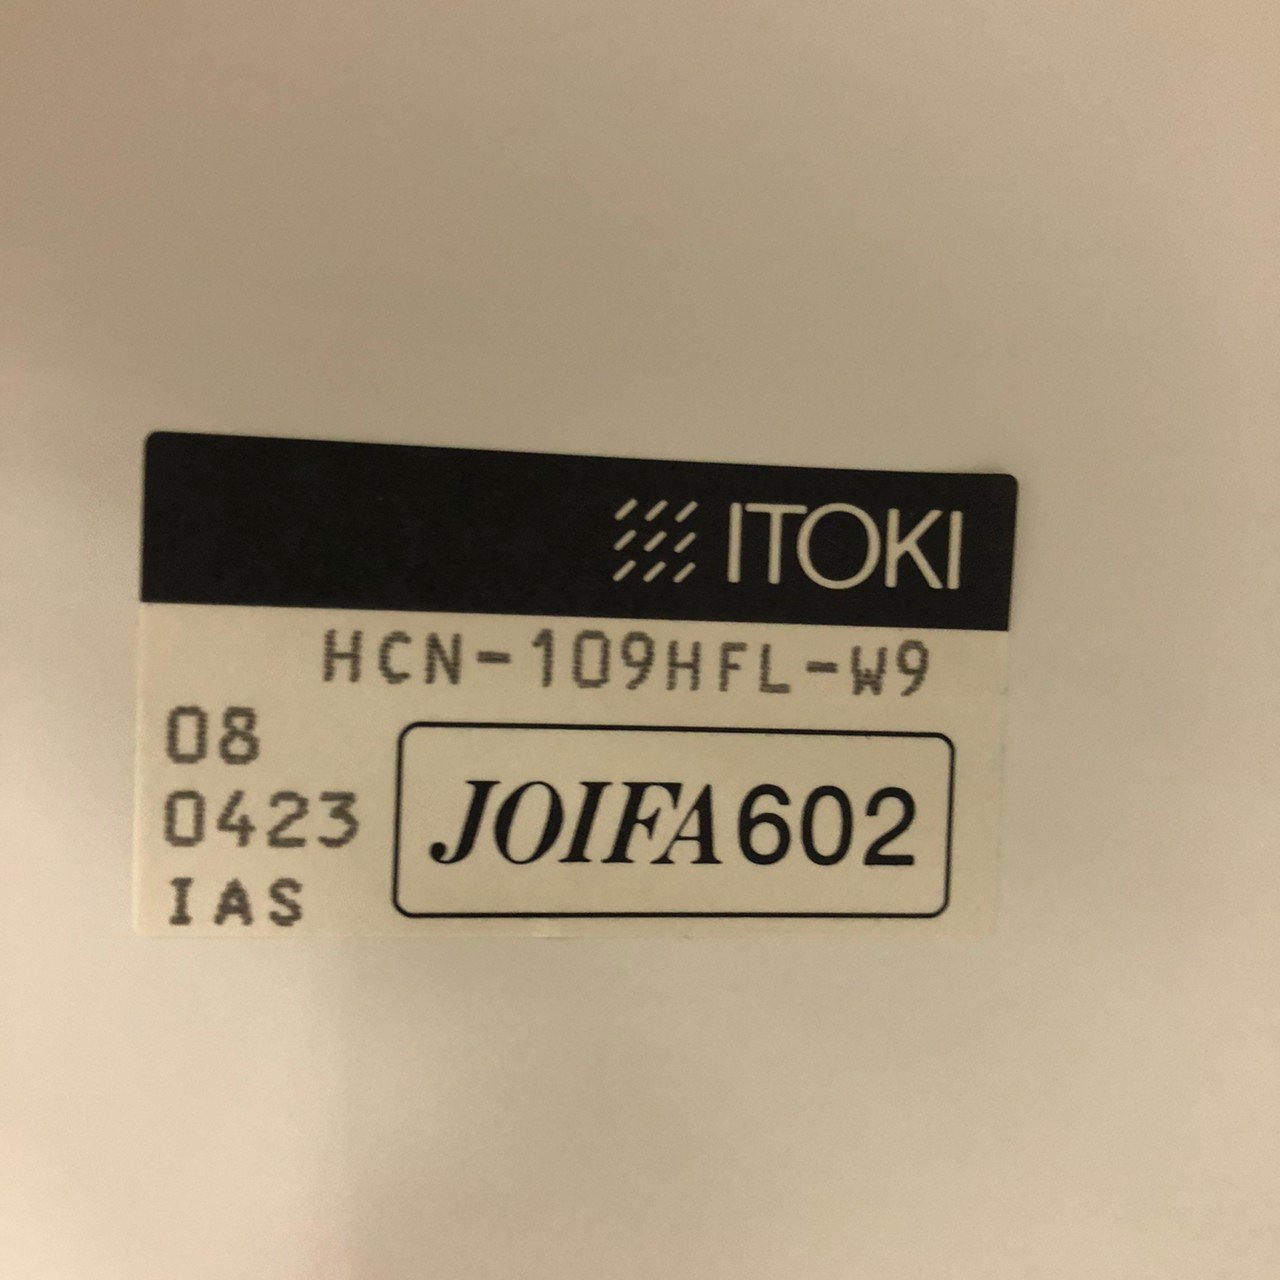 ITOKI
HCN-109HFL-W9
08
0423
IAS
JOIFA602